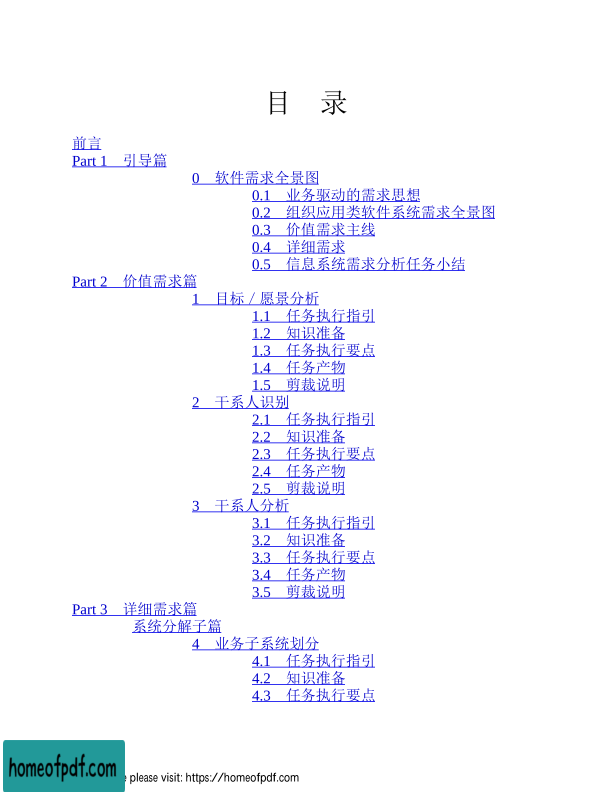 目 录
前言
Part 1 引导篇
0 软件需求全景图
0.1 业务驱动的需求思想
0.2 组织应用类软件系统需求全景图
0.3 价值需求主线
0.4 详细需求
0.5 信息系统需求分析任务小结
Part 2 价值需求篇
1 目标／愿景分析
1.1 任务执行指引
1.2 知识准备
1.3 任务执行要点
1.4 任务产物
1.5 剪裁说明
2 干系人识别
2.1 任务执行指引
2.2 知识准备
2.3 任务执行要点
2.4 任务产物
2.5 剪裁说明
3 干系人分析
3.1 任务执行指引
3.2 知识准备
3.3 任务执行要点
3.4 任务产物
3.5 剪裁说明
Part 3 详细需求篇
系统分解子篇
4 业务子系统划分
4.1 任务执行指引
4.2 知识准备
4.3 任务执行要点
homeofpdf.com
please visit: https://homeofpdf.com